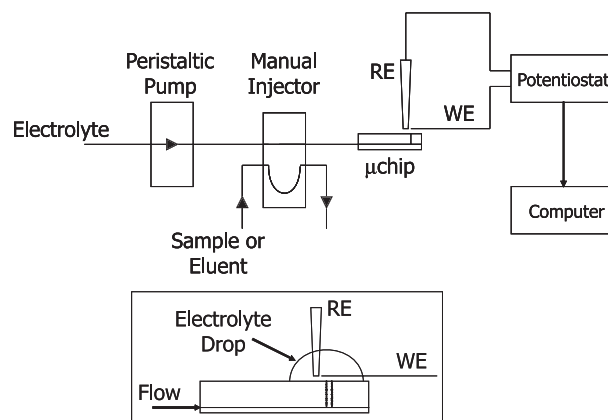 Peristaltic
Pump
Manual
Injector
RE
Potentiostat
Electrolyte
WE
μchip
Computer
Sample or
Eluent
RE
Electrolyte
Drop
WE
Flow